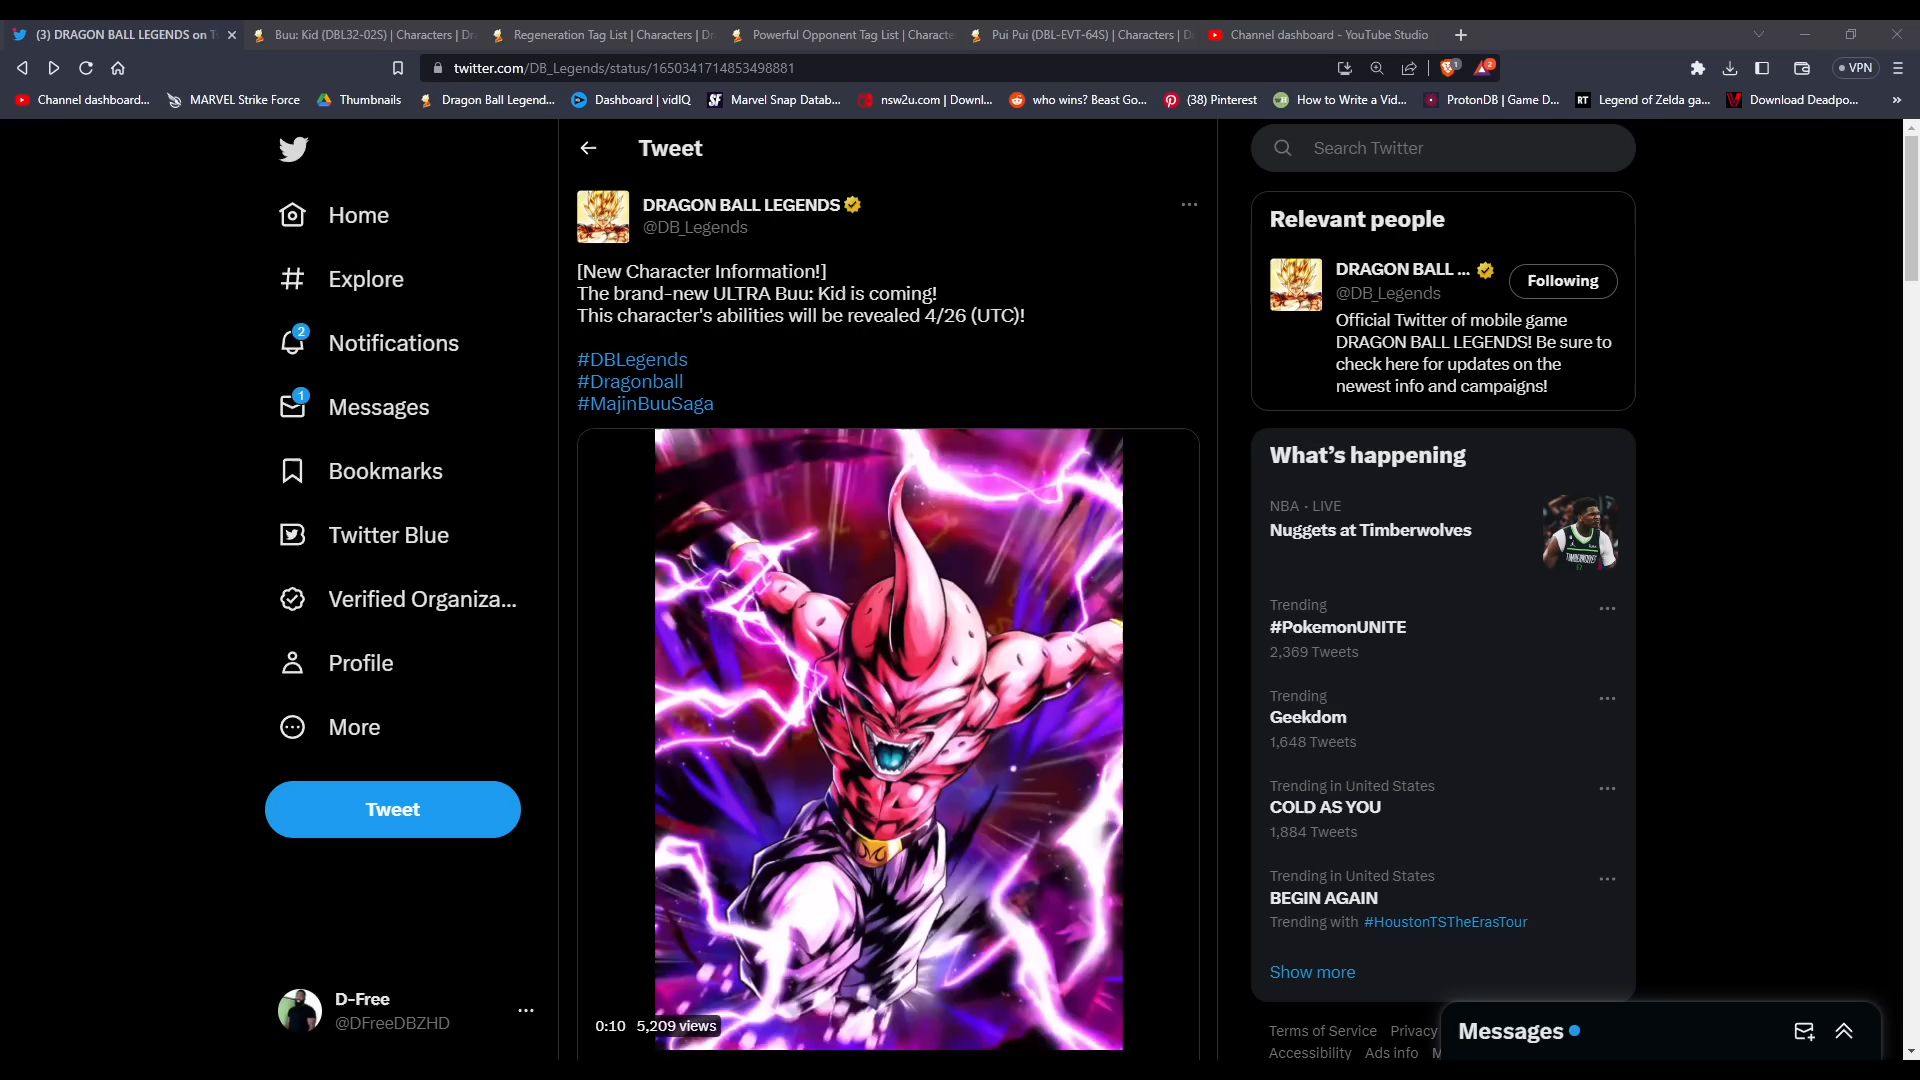 (3) DRAGON BALL LEGENDS on T
Buu: Kid (DBL32-02S) | Characters | Dra
Regeneration Tag List | Characters | Dr
Powerful Opponent Tag List | Characte
Pui Pui (DBL-EVT-64S) | Characters | D
Channel dashboard - YouTube Studio
twitter.com/DB_Legends/status/1650341714853498881
1
2
VPN
Channel dashboard...
MARVEL Strike Force
Thumbnails
Dragon Ball Legend...
Dashboard | vidIQ
SF
Marvel Snap Datab...
nsw2u.com | Downl...
who wins? Beast Go...
(38) Pinterest
How to Write a Vid...
ProtonDB | Game D...
RT
Legend of Zelda ga...
Download Deadpo...
Home
Explore
2
Notifications
1
Messages
Bookmarks
Twitter Blue
Verified Organiza...
Profile
More
Tweet
D-Free
@DFreeDBZHD
Tweet
DRAGON BALL LEGENDS
@DB_Legends
[New Character Information!]
The brand-new ULTRA Buu: Kid is coming!
This character's abilities will be revealed 4/26 (UTC)!
#DBLegends
#Dragonball
#MajinBuuSaga
0:10 5,209 views
Search Twitter
Relevant people
DRAGON BALL ...
@DB_Legends
Following
Official Twitter of mobile game
DRAGON BALL LEGENDS! Be sure to
check here for updates on the
newest info and campaigns!
What's happening
NBA · LIVE
Nuggets at Timberwolves
Trending
#PokemonUNITE
2,369 Tweets
Trending
Geekdom
1,648 Tweets
Trending in United States
COLD AS YOU
1,884 Tweets
Trending in United States
BEGIN AGAIN
Trending with #HoustonTSTheErasTour
Show more
Terms of Service Privacy
Accessibility Ads info M
Messages